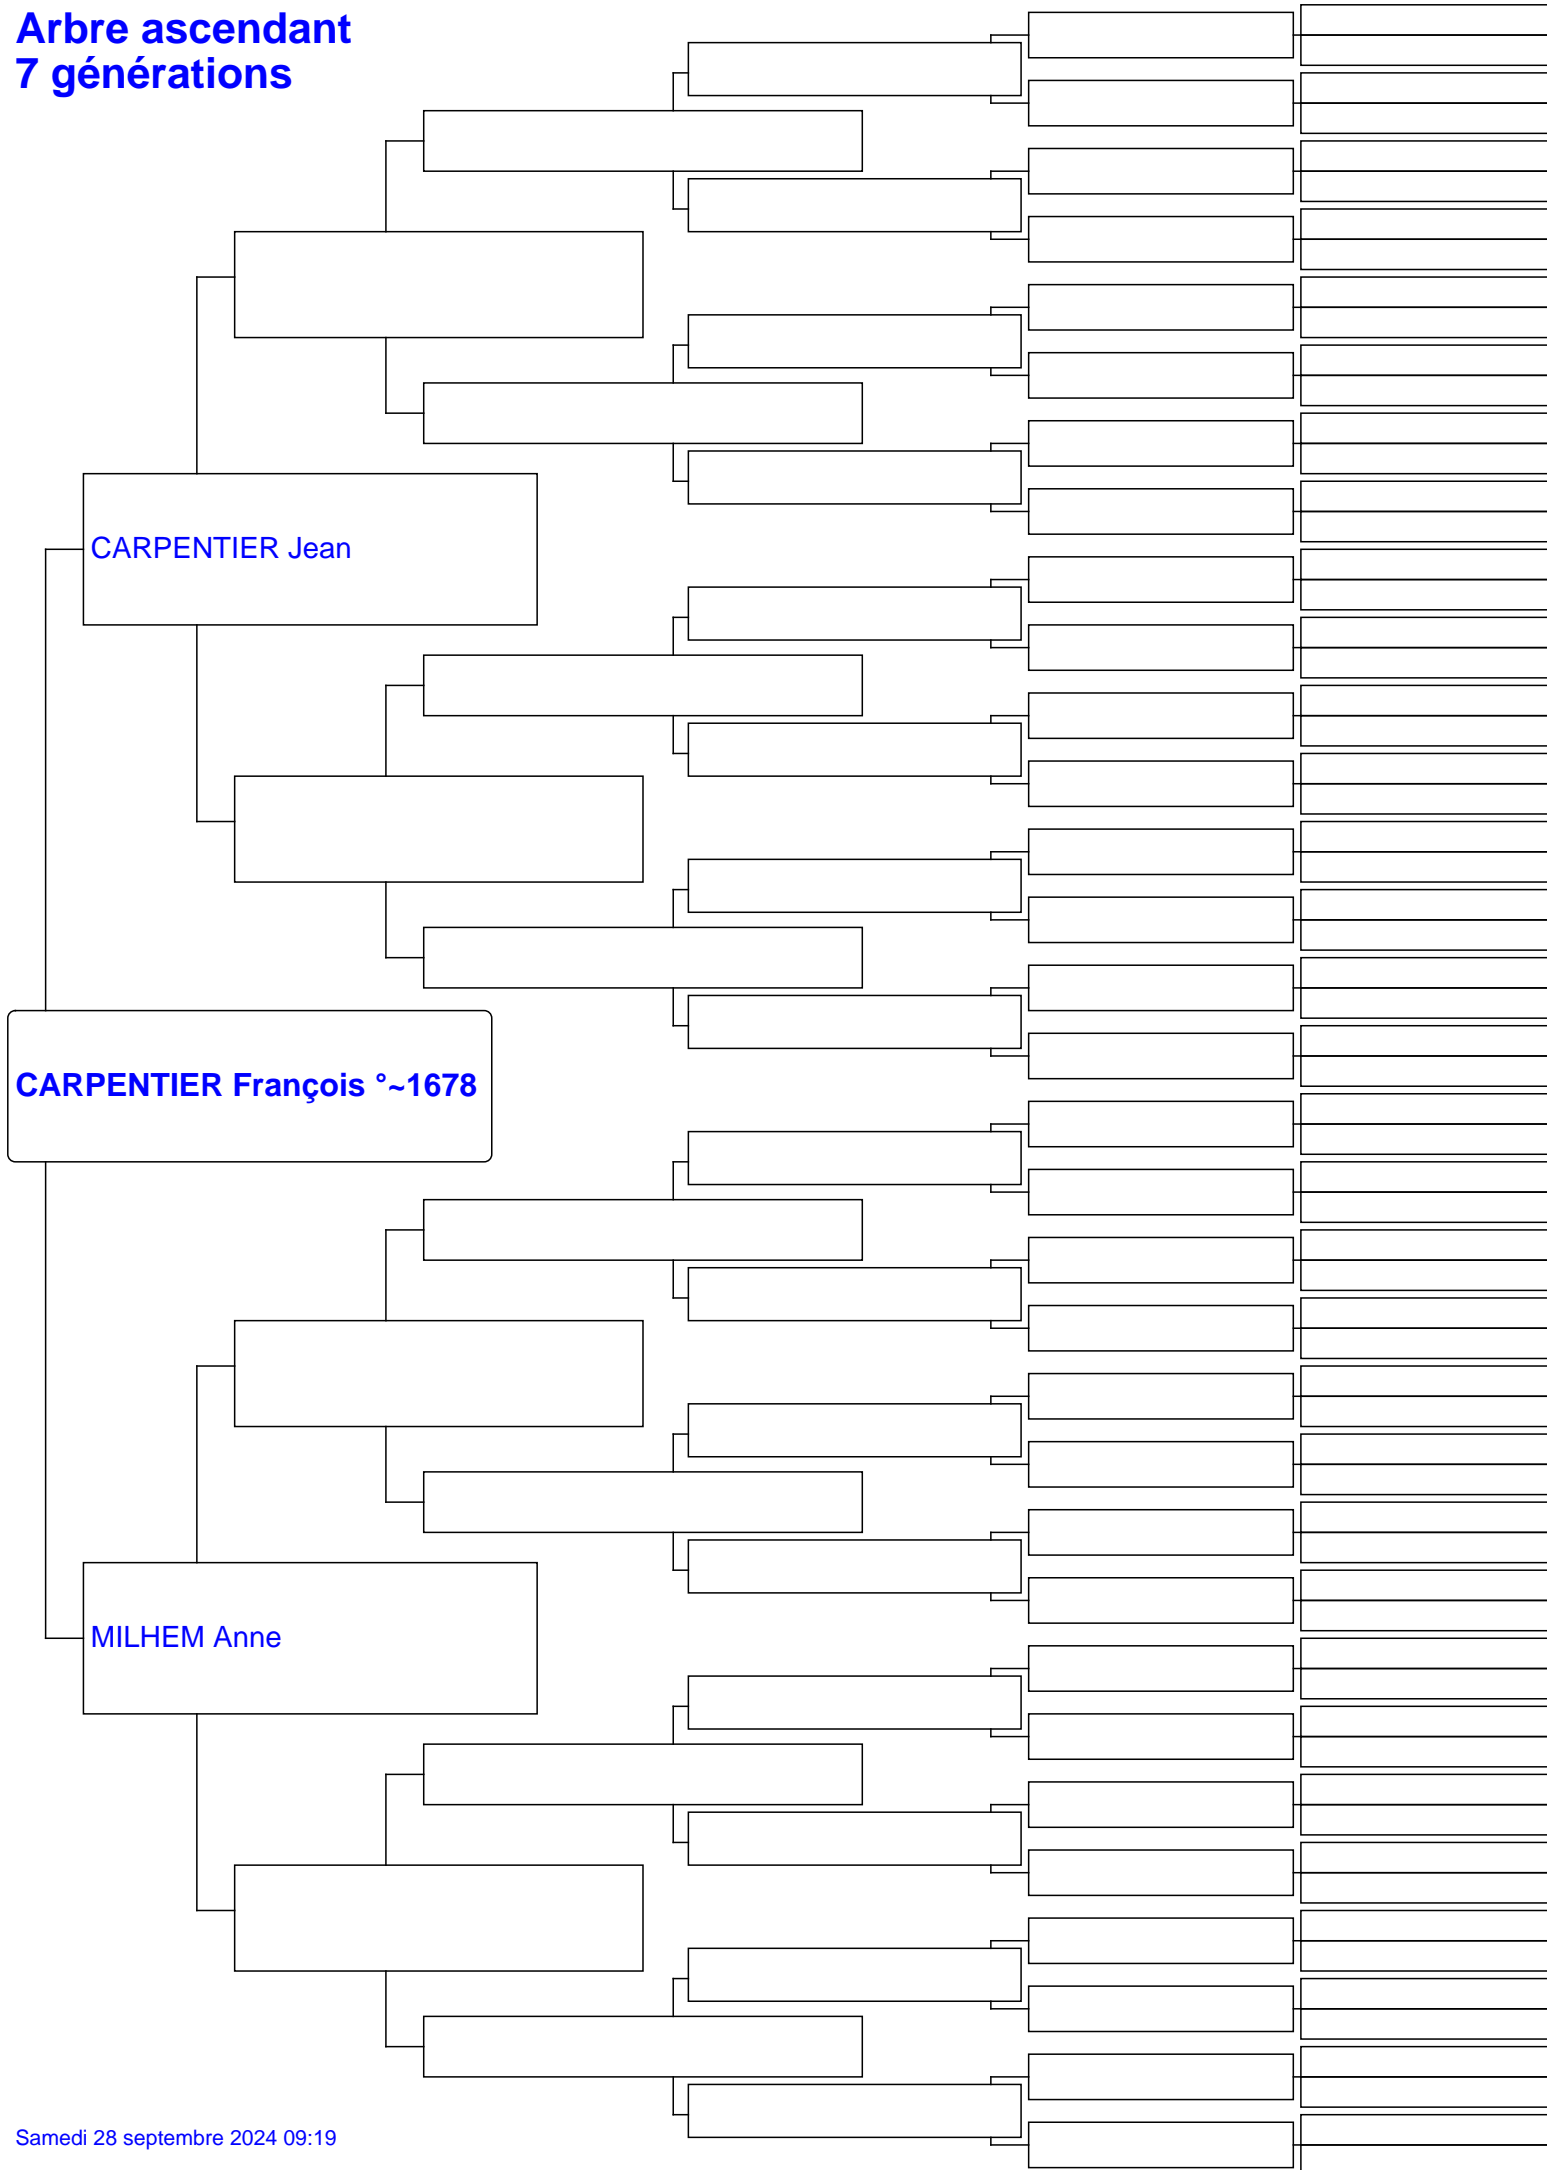 Arbre ascendant
7 générations
CARPENTIER Jean
CARPENTIER François °~1678
MILHEM Anne
Samedi 28 septembre 2024 09:19